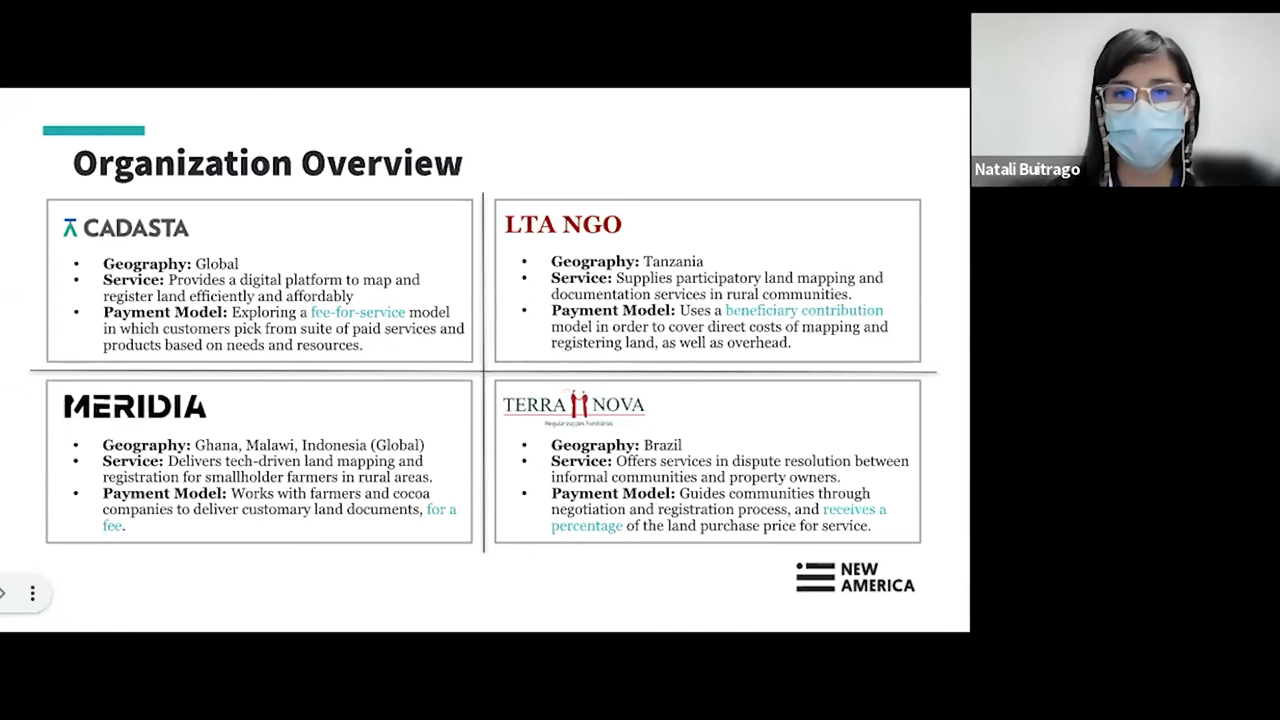 Organization Overview
CADASTA
• Geography: Global
• Service: Provides a digital platform to map and
register land efficiently and affordably
• Payment Model: Exploring a fee-for-service model
in which customers pick from suite of paid services and
products based on needs and resources.
LTA NGO
• Geography: Tanzania
• Service: Supplies participatory land mapping and
documentation services in rural communities.
• Payment Model: Uses a beneficiary contribution
model in order to cover direct costs of mapping and
registering land, as well as overhead.
MERIDIA
• Geography: Ghana, Malawi, Indonesia (Global)
• Service: Delivers tech-driven land mapping and
registration for smallholder farmers in rural areas.
• Payment Model: Works with farmers and cocoa
companies to deliver customary land documents, for a
fee.
TERRA NOVA
Regularizações Fundiárias
• Geography: Brazil
• Service: Offers services in dispute resolution between
informal communities and property owners.
• Payment Model: Guides communities through
negotiation and registration process, and receives a
percentage of the land purchase price for service.
NEW
AMERICA
Natali Buitrago